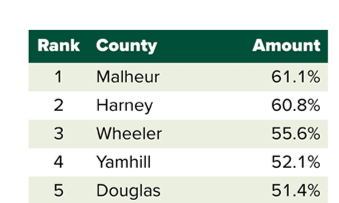 Rank County Amount
1 Malheur 61.1%
2 Harney 60.8%
3 Wheeler 55.6%
4 Yamhill 52.1%
5 Douglas 51.4%